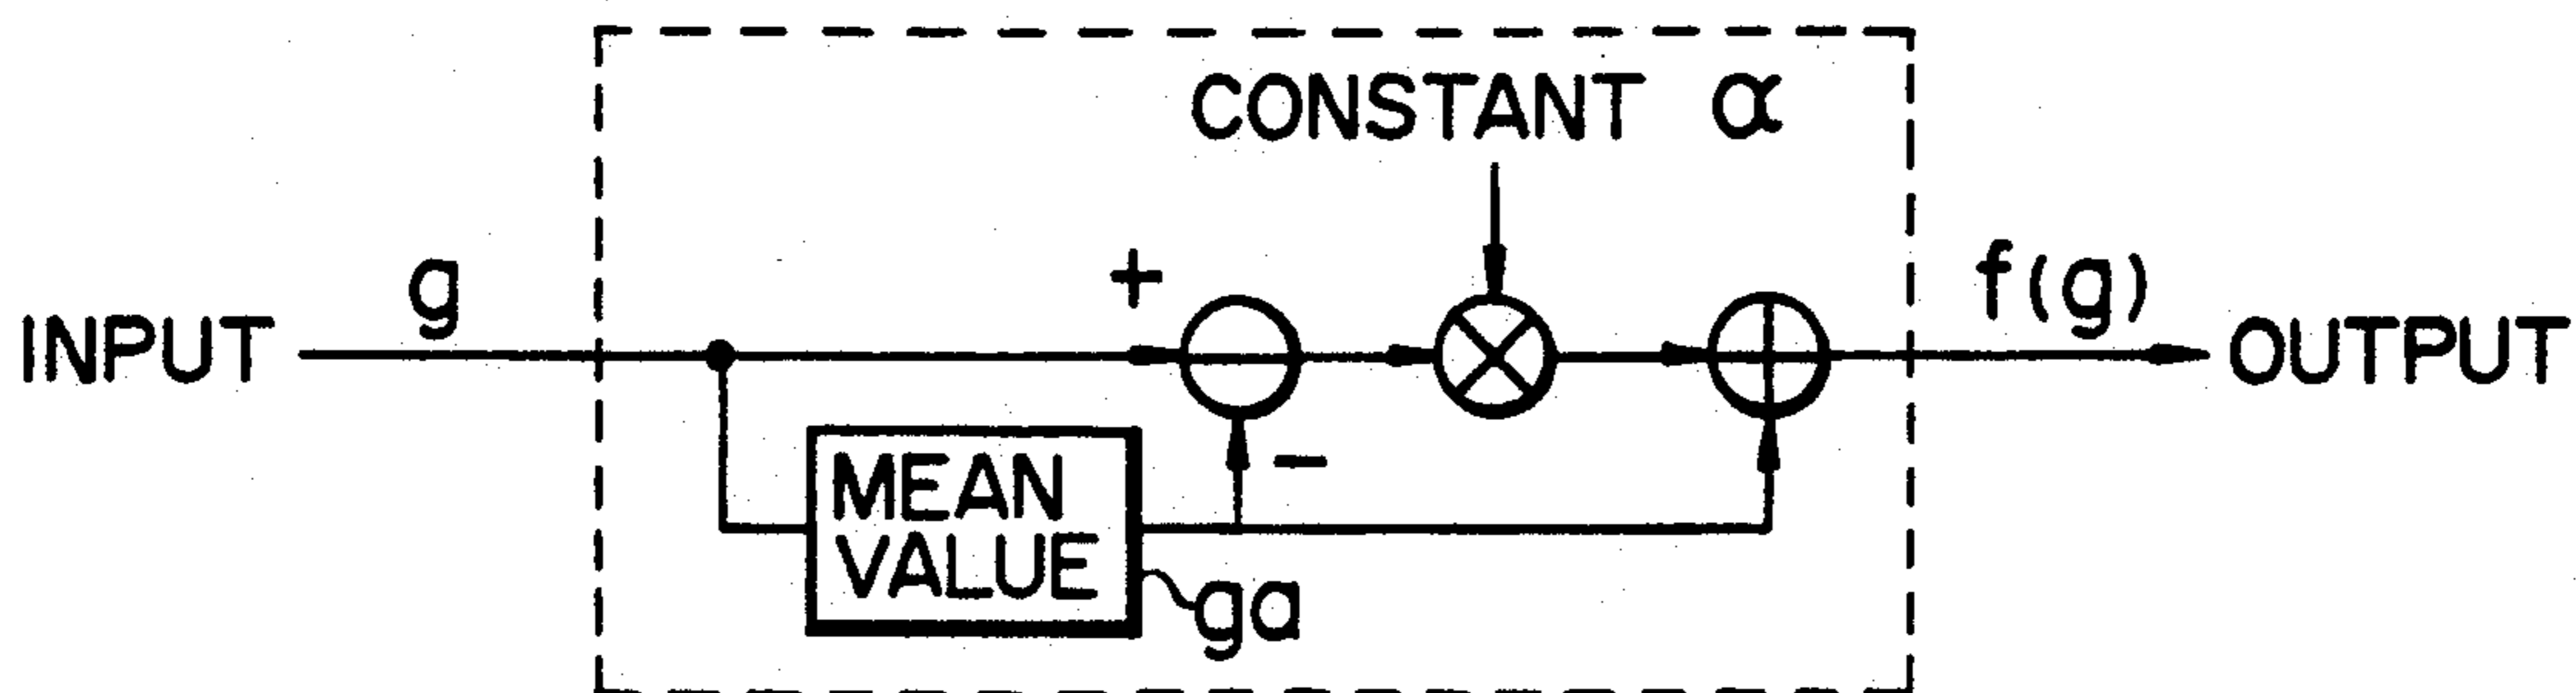 CONSTANT α
g
+
f(g)
INPUT
OUTPUT
−
MEAN
VALUE
ga